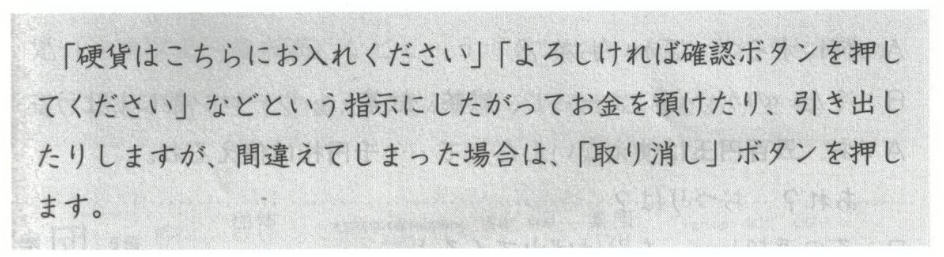 「硬貨はこちらにお入れください」「よろしければ確認ボタンを押し
てください」などという指示にしたがってお金を預けたり、引き出し
たりしますが、間違えてしまった場合は、「取り消し」ボタンを押し
ます。